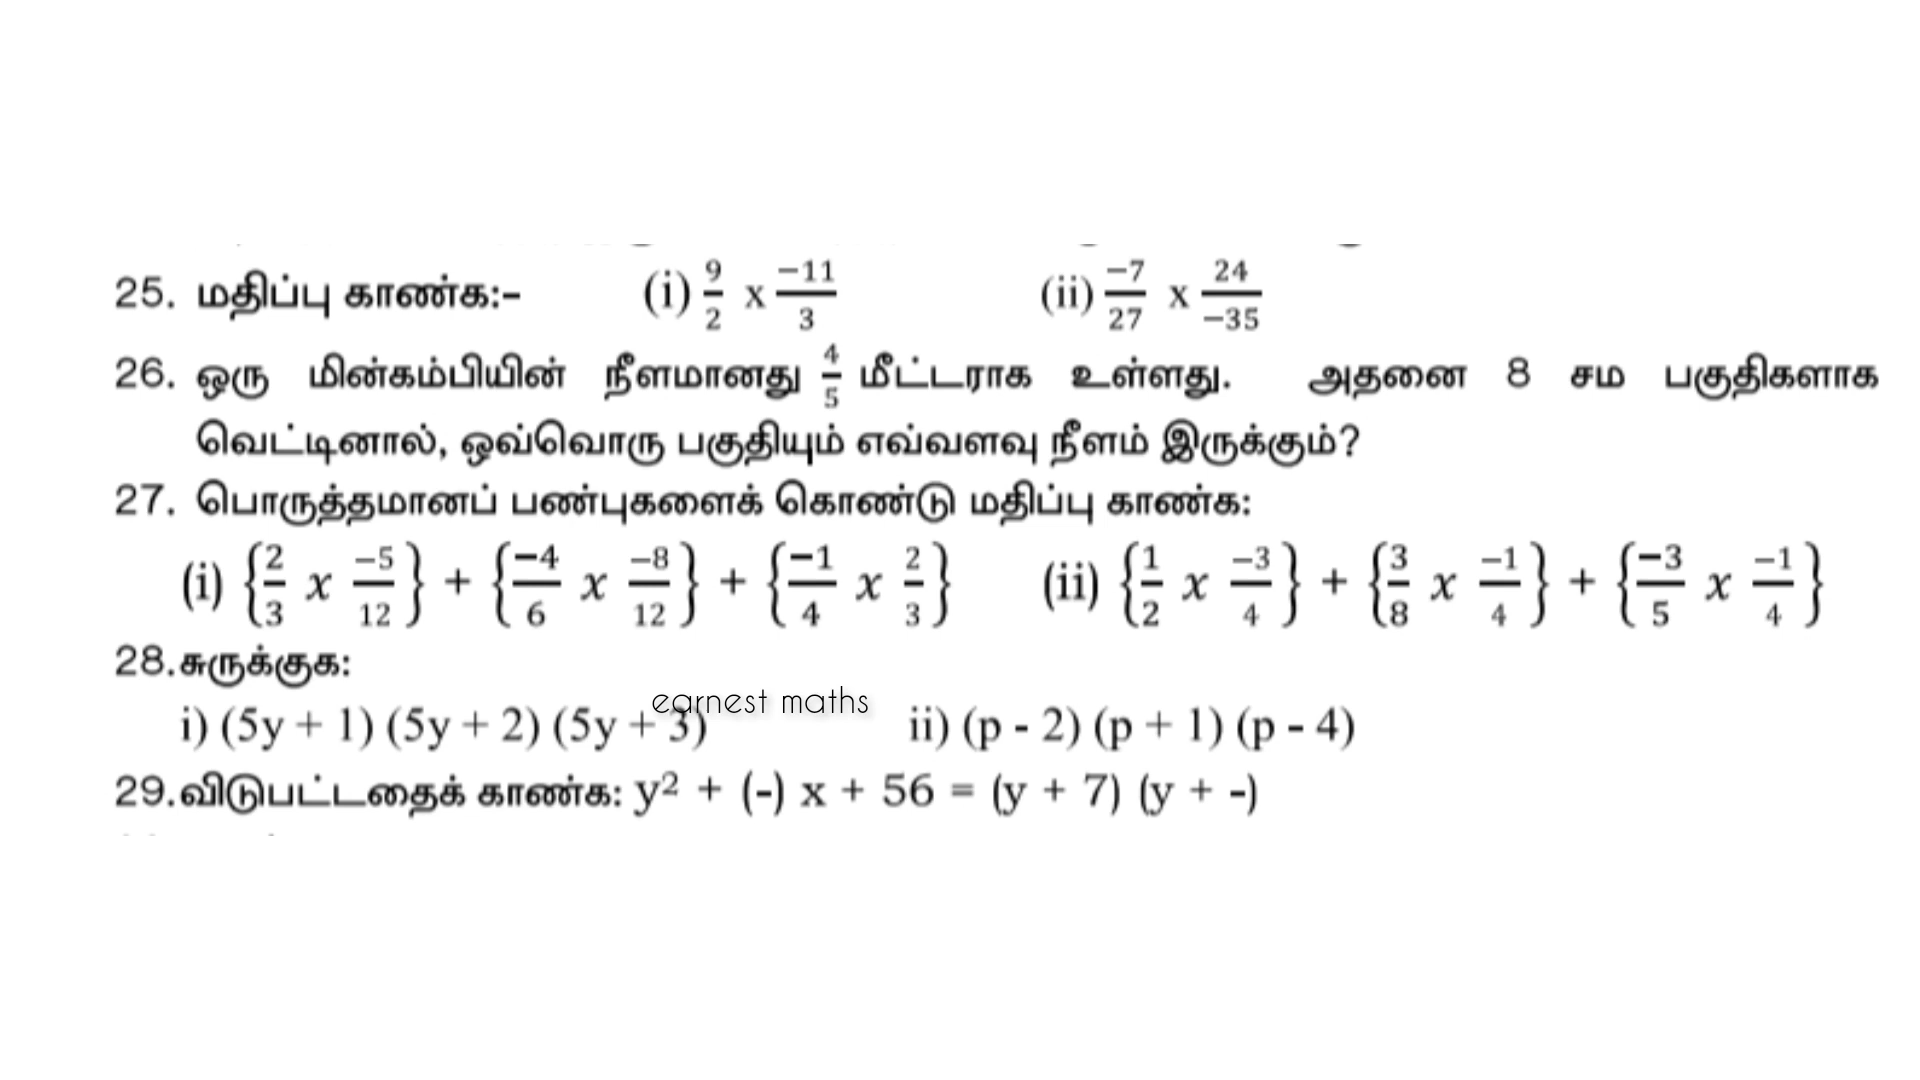 25. மதிப்பு காண்க:- (i) 9/2 x -11/3 (ii) -7/27 x 24/-35
26. ஒரு மின்கம்பியின் நீளமானது 4/5 மீட்டராக உள்ளது. அதனை 8 சம பகுதிகளாக
வெட்டினால், ஒவ்வொரு பகுதியும் எவ்வளவு நீளம் இருக்கும்?
27. பொருத்தமானப் பண்புகளைக் கொண்டு மதிப்பு காண்க:
(i) {2/3 x -5/12} + {-4/6 x -8/12} + {-1/4 x 2/3} (ii) {1/2 x -3/4} + {3/8 x -1/4} + {-3/5 x -1/4}
28.சுருக்குக:
earnest maths
i) (5y + 1) (5y + 2) (5y + 3) ii) (p - 2) (p + 1) (p - 4)
29.விடுபட்டதைக் காண்க: y² + (-) x + 56 = (y + 7) (y + -)